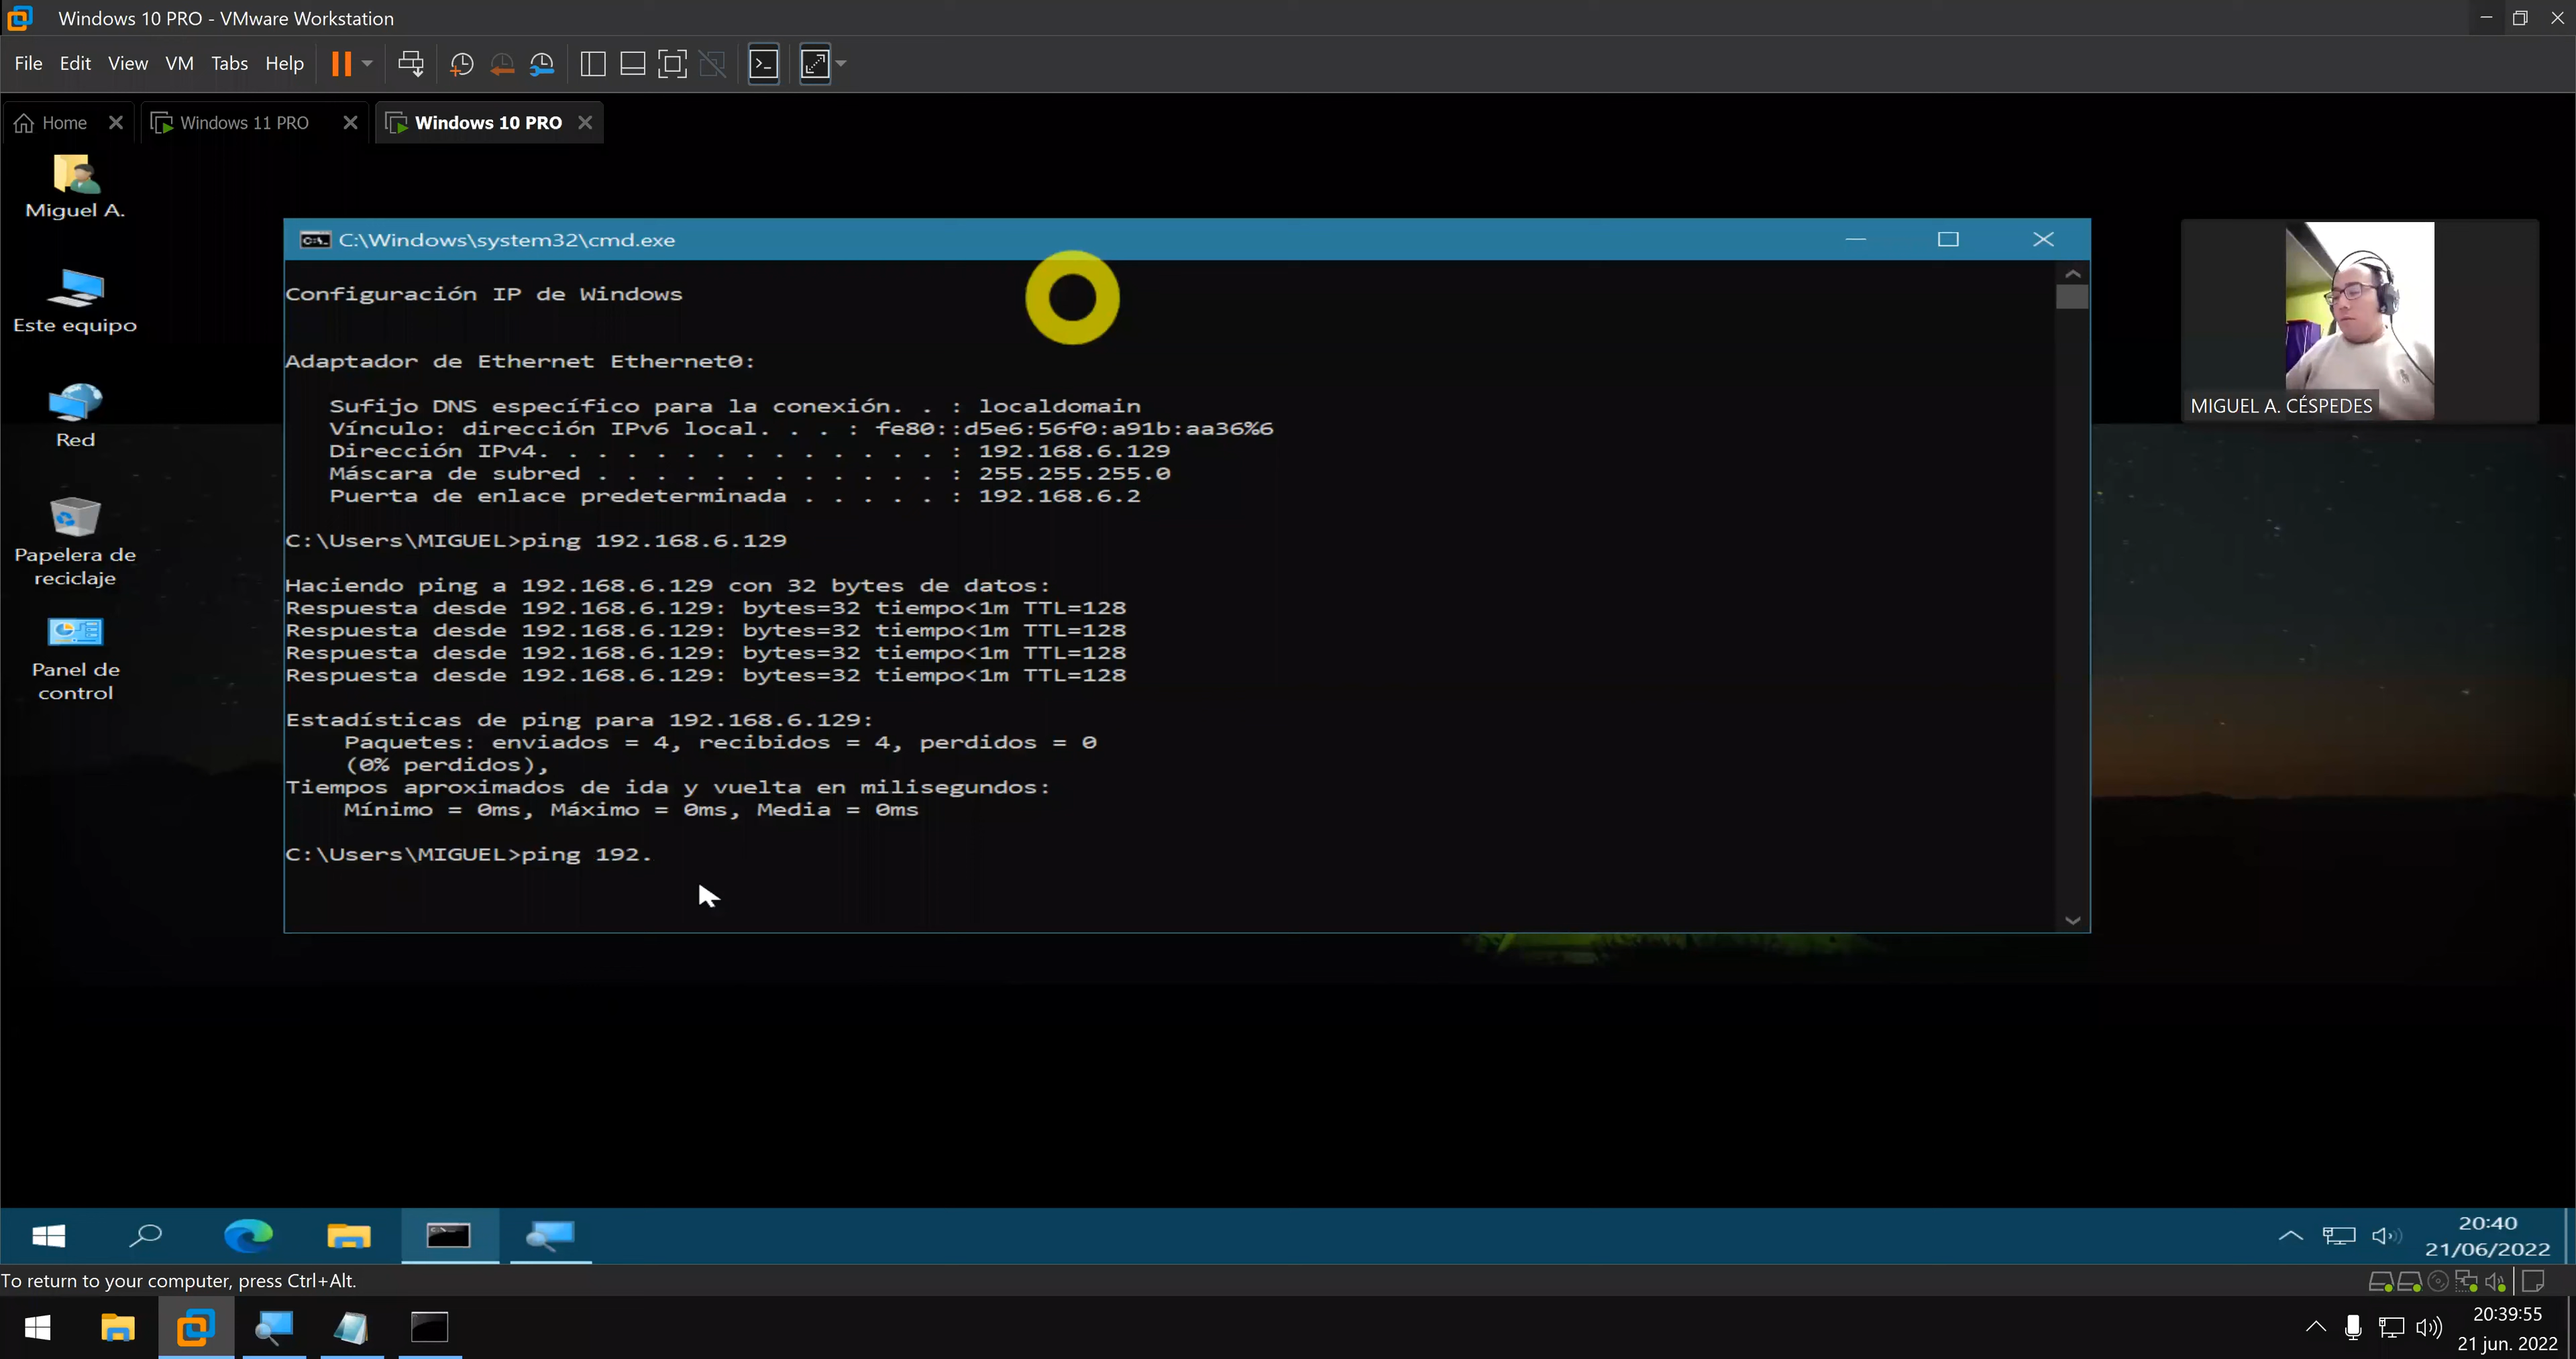 Windows 10 PRO - VMware Workstation
File Edit View VM Tabs Help
Home Windows 11 PRO Windows 10 PRO
Miguel A.
Este equipo
Red
Papelera de
reciclaje
Panel de
control
C:\Windows\system32\cmd.exe
Configuración IP de Windows
Adaptador de Ethernet Ethernet0:
Sufijo DNS específico para la conexión. . : localdomain
Vínculo: dirección IPv6 local. . . : fe80::d5e6:56f0:a91b:aa36%6
Dirección IPv4. . . . . . . . . . . . . . : 192.168.6.129
Máscara de subred . . . . . . . . . . . . : 255.255.255.0
Puerta de enlace predeterminada . . . . . : 192.168.6.2
C:\Users\MIGUEL>ping 192.168.6.129
Haciendo ping a 192.168.6.129 con 32 bytes de datos:
Respuesta desde 192.168.6.129: bytes=32 tiempo<1m TTL=128
Respuesta desde 192.168.6.129: bytes=32 tiempo<1m TTL=128
Respuesta desde 192.168.6.129: bytes=32 tiempo<1m TTL=128
Respuesta desde 192.168.6.129: bytes=32 tiempo<1m TTL=128
Estadísticas de ping para 192.168.6.129:
Paquetes: enviados = 4, recibidos = 4, perdidos = 0
(0% perdidos),
Tiempos aproximados de ida y vuelta en milisegundos:
Mínimo = 0ms, Máximo = 0ms, Media = 0ms
C:\Users\MIGUEL>ping 192.
MIGUEL A. CÉSPEDES
20:40
21/06/2022
To return to your computer, press Ctrl+Alt.
20:39:55
21 jun. 2022